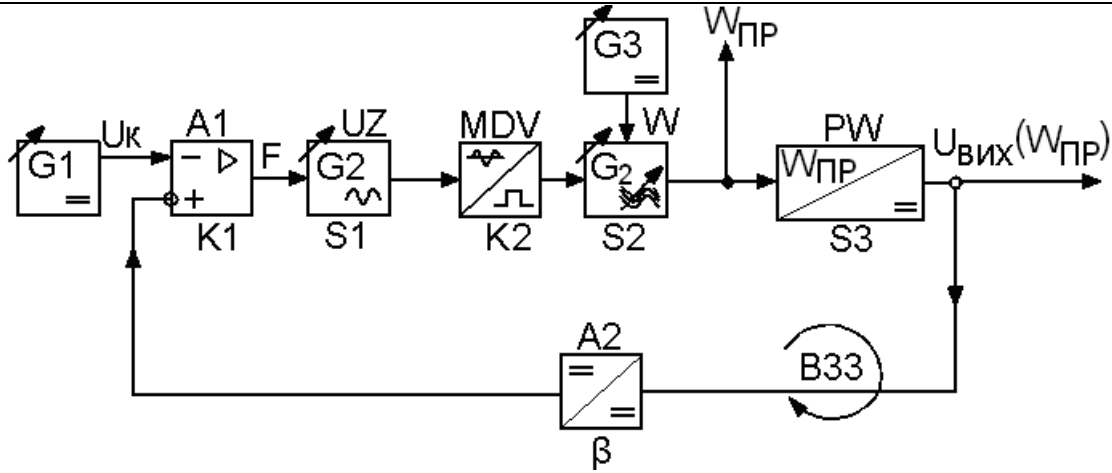 W_ПР
G3
Uк A1 UZ MDV W PW U_ВИХ(W_ПР)
G1 − ▷ F G2 G₂ W_ПР
+
K1 S1 K2 S2 S3
A2
ВЗЗ
β